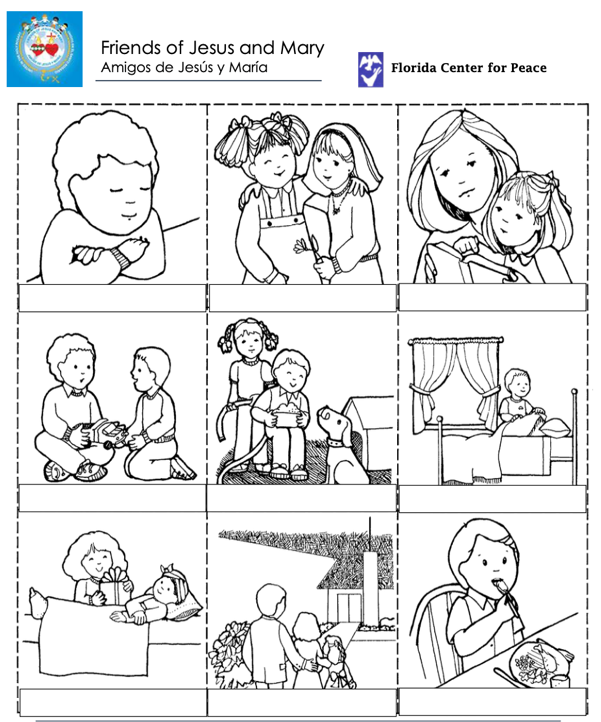 Friends of Jesus and Mary
Amigos de Jesús y María
Florida Center for Peace